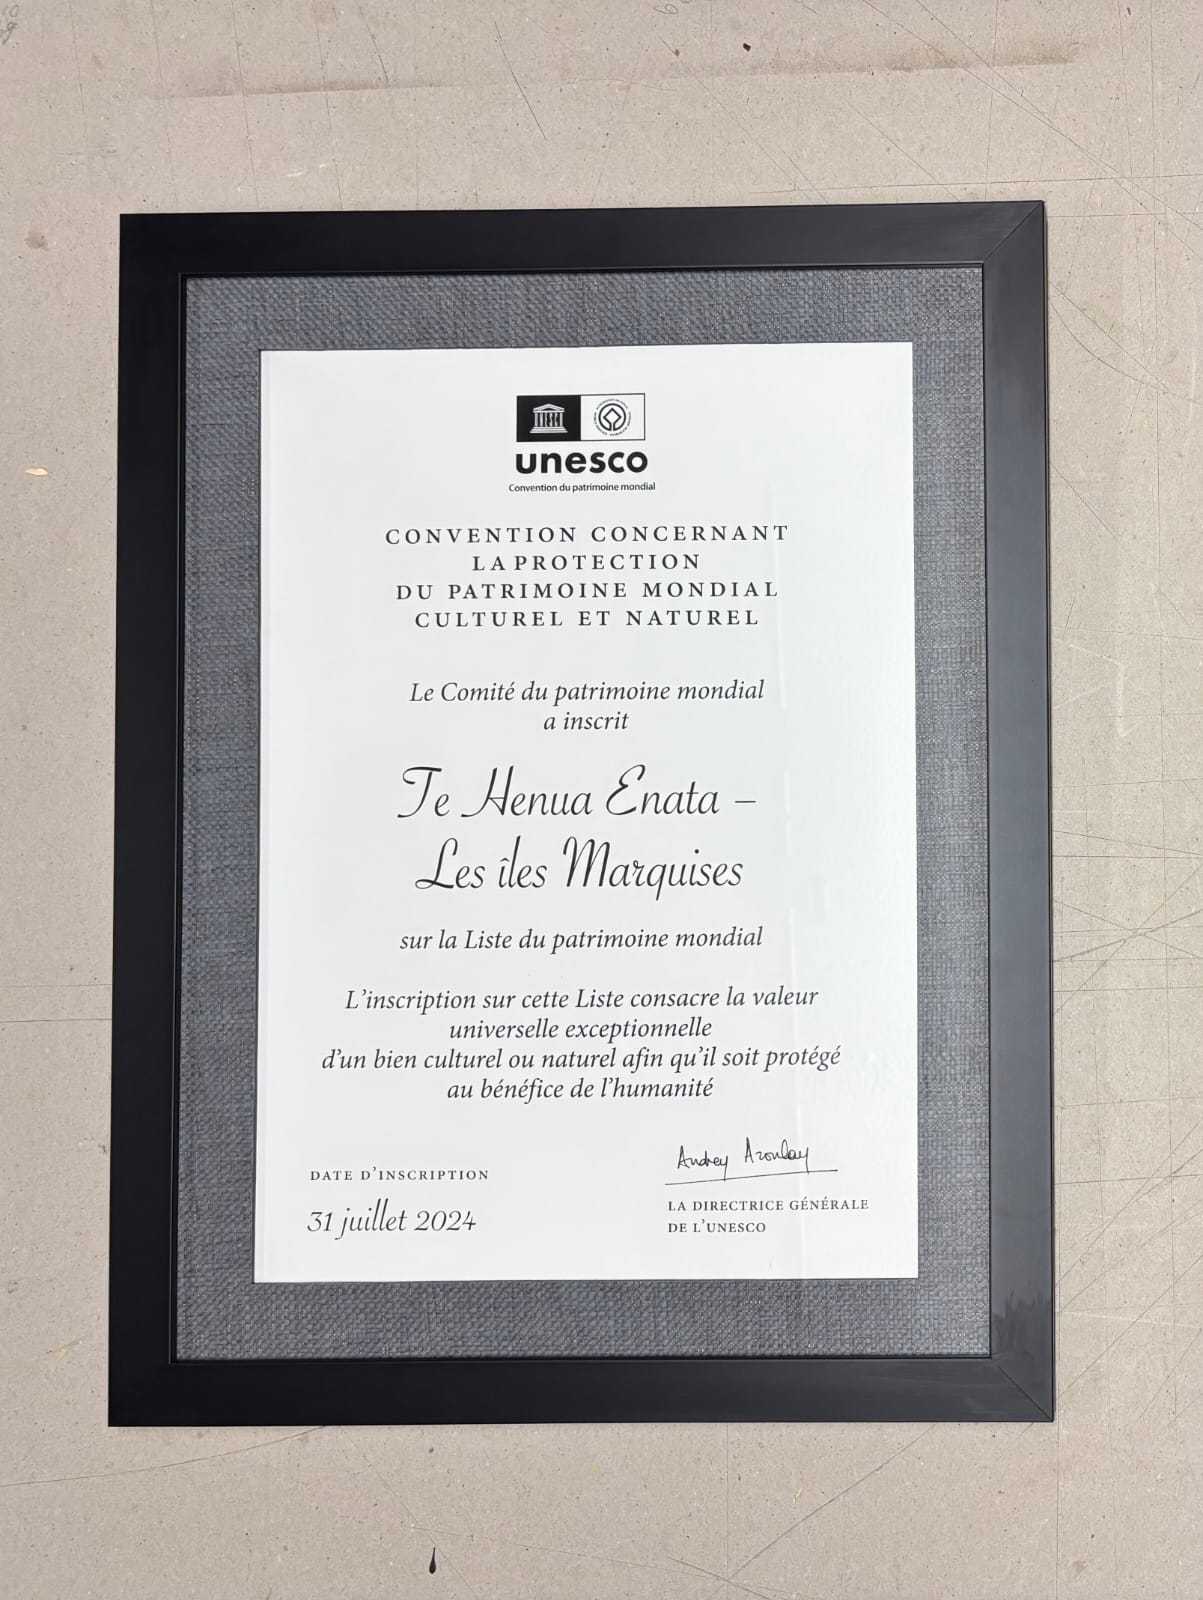 unesco
Convention du patrimoine mondial
CONVENTION CONCERNANT
LA PROTECTION
DU PATRIMOINE MONDIAL
CULTUREL ET NATUREL
Le Comité du patrimoine mondial
a inscrit
Te Henua Enata –
Les îles Marquises
sur la Liste du patrimoine mondial
L'inscription sur cette Liste consacre la valeur
universelle exceptionnelle
d'un bien culturel ou naturel afin qu'il soit protégé
au bénéfice de l'humanité
Audrey Azoulay
DATE D'INSCRIPTION
31 juillet 2024
LA DIRECTRICE GÉNÉRALE
DE L'UNESCO